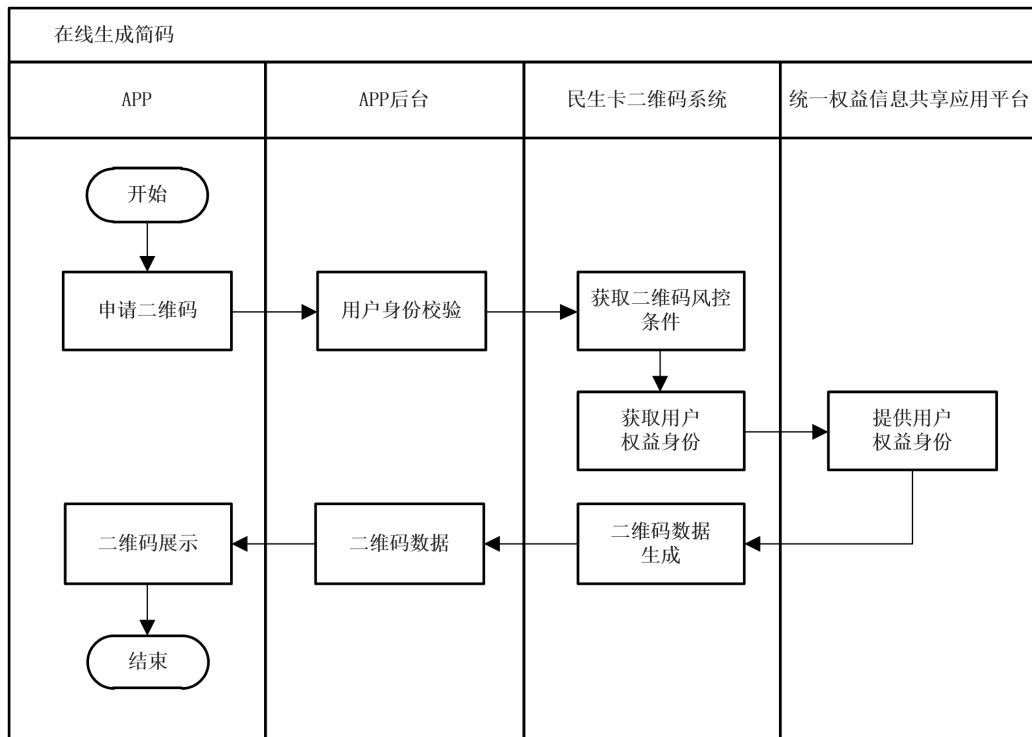 在线生成简码
APP
APP后台
民生卡二维码系统
统一权益信息共享应用平台
开始
申请二维码
用户身份校验
获取二维码风控
条件
获取用户
权益身份
提供用户
权益身份
二维码展示
二维码数据
二维码数据
生成
结束